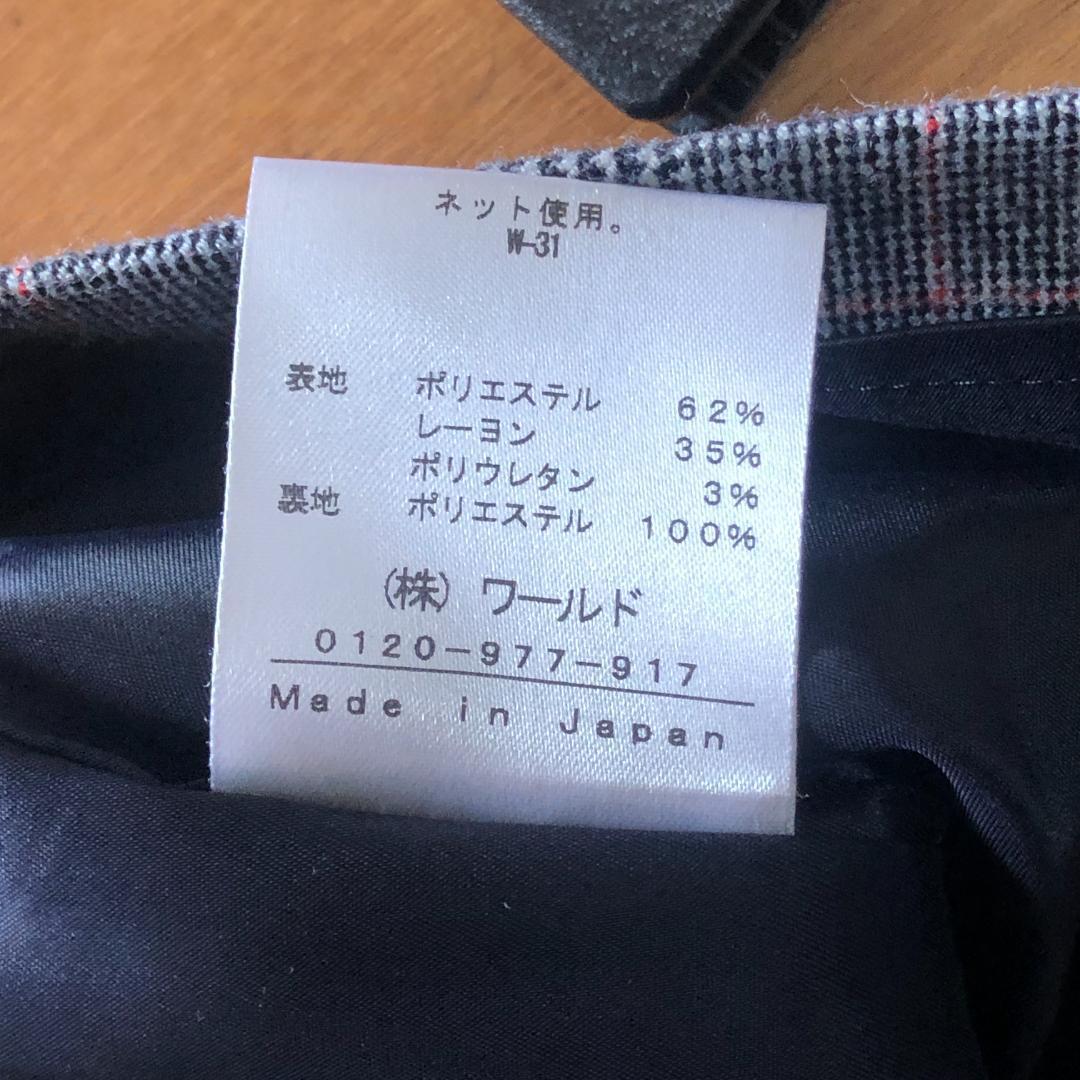 ネット使用。
W-31
表地 ポリエステル 62%
レーヨン 35%
ポリウレタン 3%
裏地 ポリエステル 100%
(株) ワールド
0120-977-917
Made in Japan